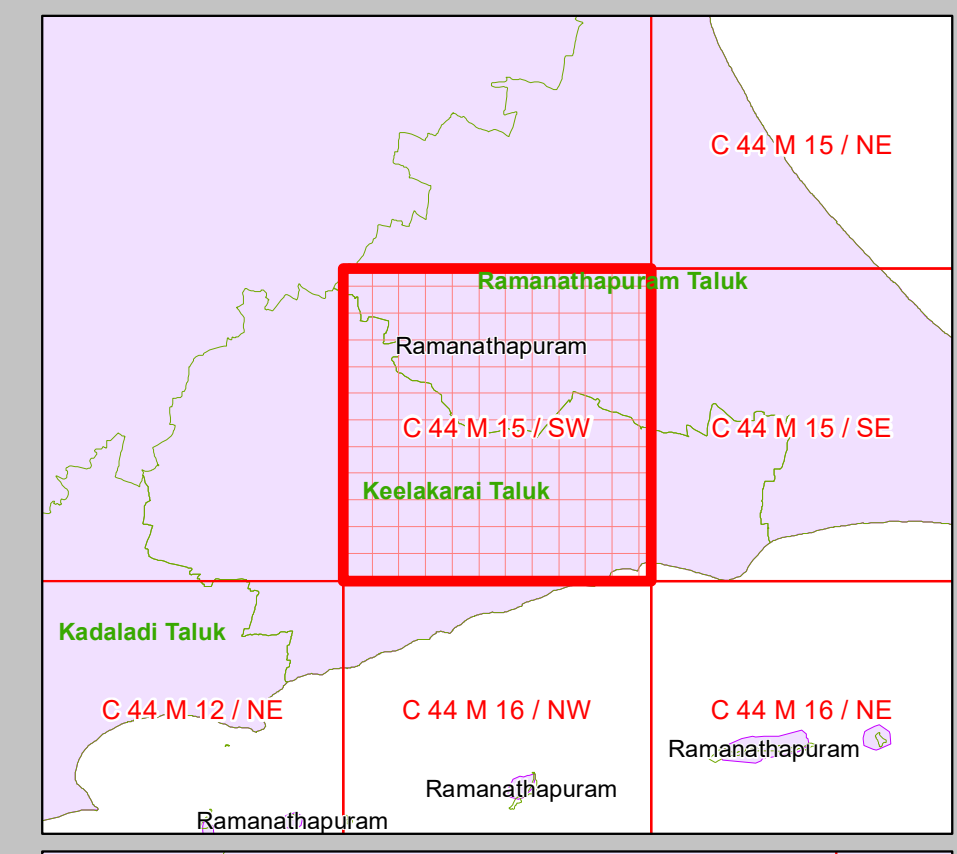 C 44 M 15 / NE
Ramanathapuram Taluk
Ramanathapuram
C 44 M 15 / SW
C 44 M 15 / SE
Keelakarai Taluk
Kadaladi Taluk
C 44 M 12 / NE
C 44 M 16 / NW
C 44 M 16 / NE
Ramanathapuram
Ramanathapuram
Ramanathapuram